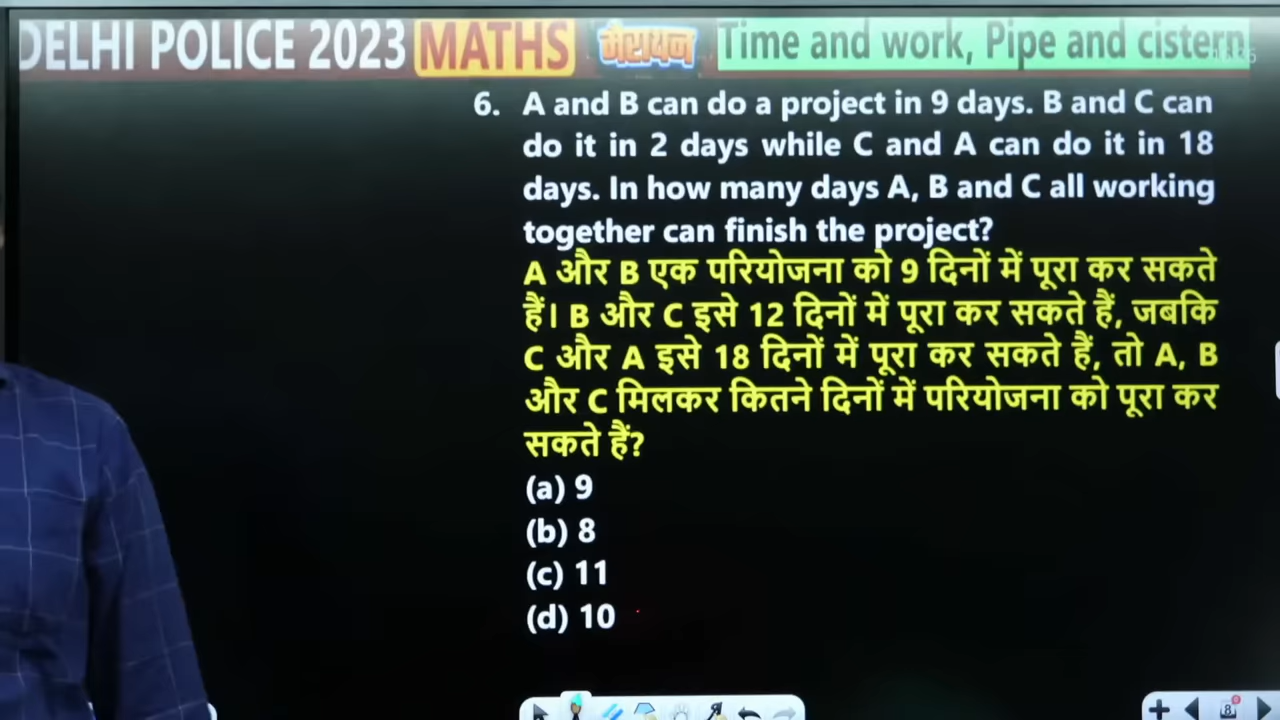 DELHI POLICE 2023 MATHS मैराथन Time and work, Pipe and cistern
6. A and B can do a project in 9 days. B and C can
do it in 2 days while C and A can do it in 18
days. In how many days A, B and C all working
together can finish the project?
A और B एक परियोजना को 9 दिनों में पूरा कर सकते
हैं। B और C इसे 12 दिनों में पूरा कर सकते हैं, जबकि
C और A इसे 18 दिनों में पूरा कर सकते हैं, तो A, B
और C मिलकर कितने दिनों में परियोजना को पूरा कर
सकते हैं?
(a) 9
(b) 8
(c) 11
(d) 10
8